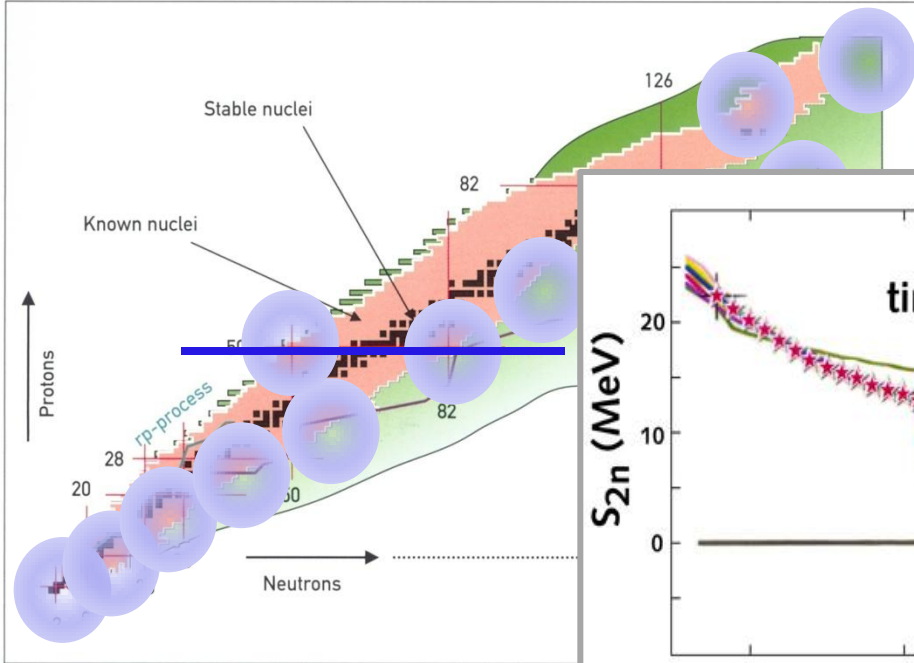 126
Stable nuclei
82
Known nuclei
Protons
rp-process
82
28
20
Neutrons
20
10
0
S2n (MeV)